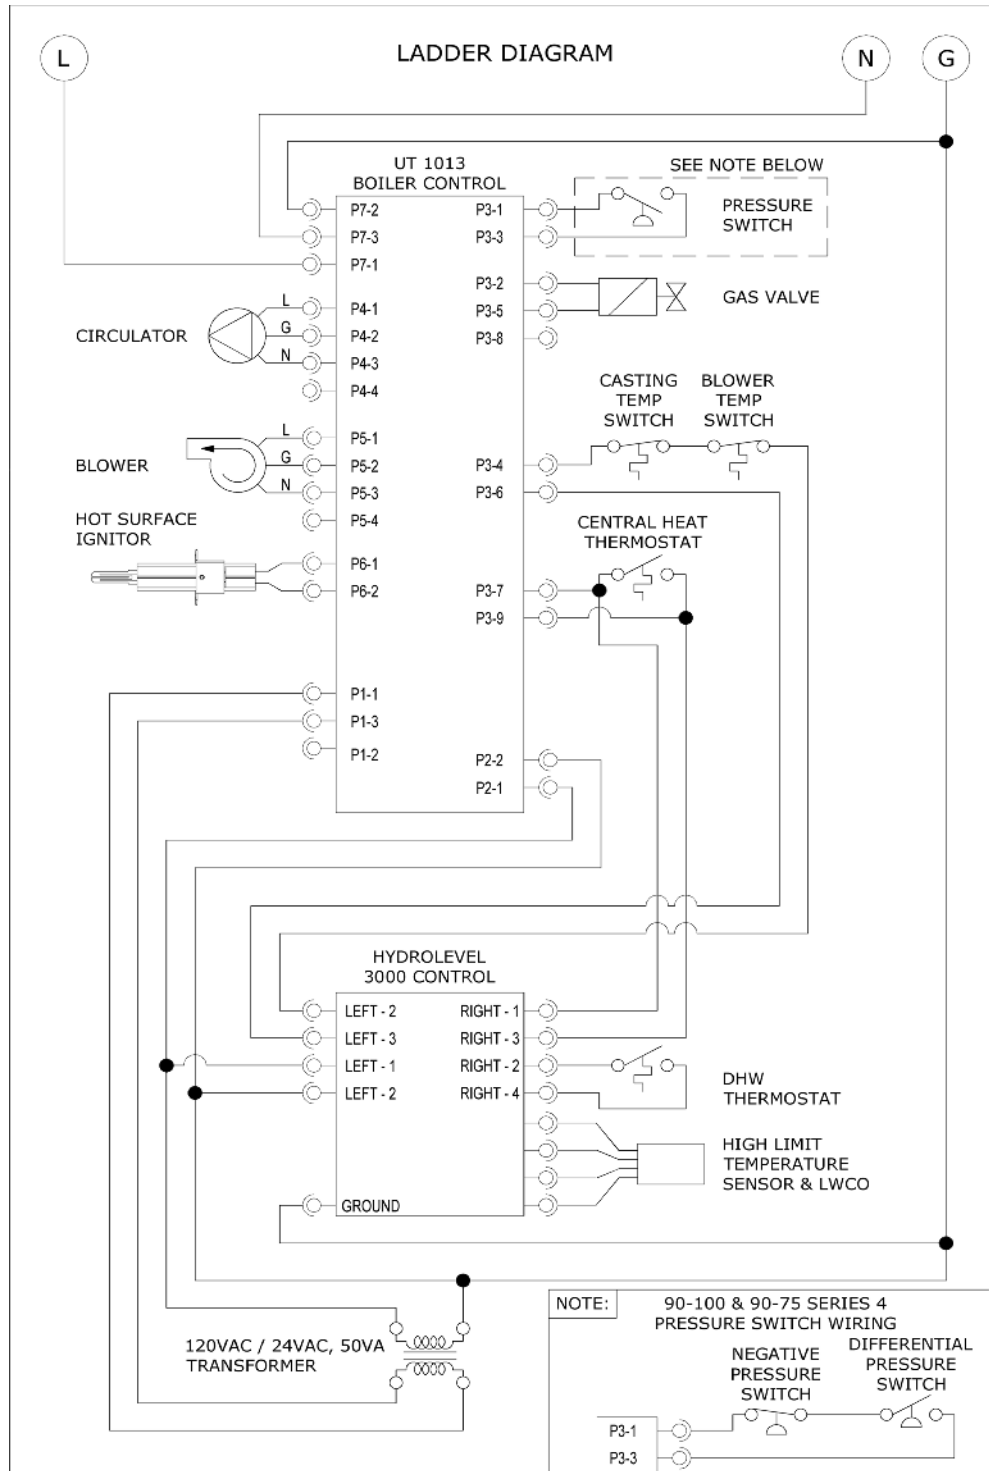 LADDER DIAGRAM
L
N
G
UT 1013
BOILER CONTROL
SEE NOTE BELOW
PRESSURE
SWITCH
P7-2
P7-3
P7-1
P3-1
P3-3
P3-2
P3-5
P3-8
GAS VALVE
CIRCULATOR
L
G
N
P4-1
P4-2
P4-3
P4-4
CASTING
TEMP
SWITCH
BLOWER
TEMP
SWITCH
BLOWER
L
G
N
P5-1
P5-2
P5-3
P5-4
P3-4
P3-6
HOT SURFACE
IGNITOR
P6-1
P6-2
CENTRAL HEAT
THERMOSTAT
P3-7
P3-9
P1-1
P1-3
P1-2
P2-2
P2-1
HYDROLEVEL
3000 CONTROL
LEFT - 2
LEFT - 3
LEFT - 1
LEFT - 2
RIGHT - 1
RIGHT - 3
RIGHT - 2
RIGHT - 4
GROUND
DHW
THERMOSTAT
HIGH LIMIT
TEMPERATURE
SENSOR & LWCO
120VAC / 24VAC, 50VA
TRANSFORMER
NOTE:
90-100 & 90-75 SERIES 4
PRESSURE SWITCH WIRING
NEGATIVE
PRESSURE
SWITCH
DIFFERENTIAL
PRESSURE
SWITCH
P3-1
P3-3